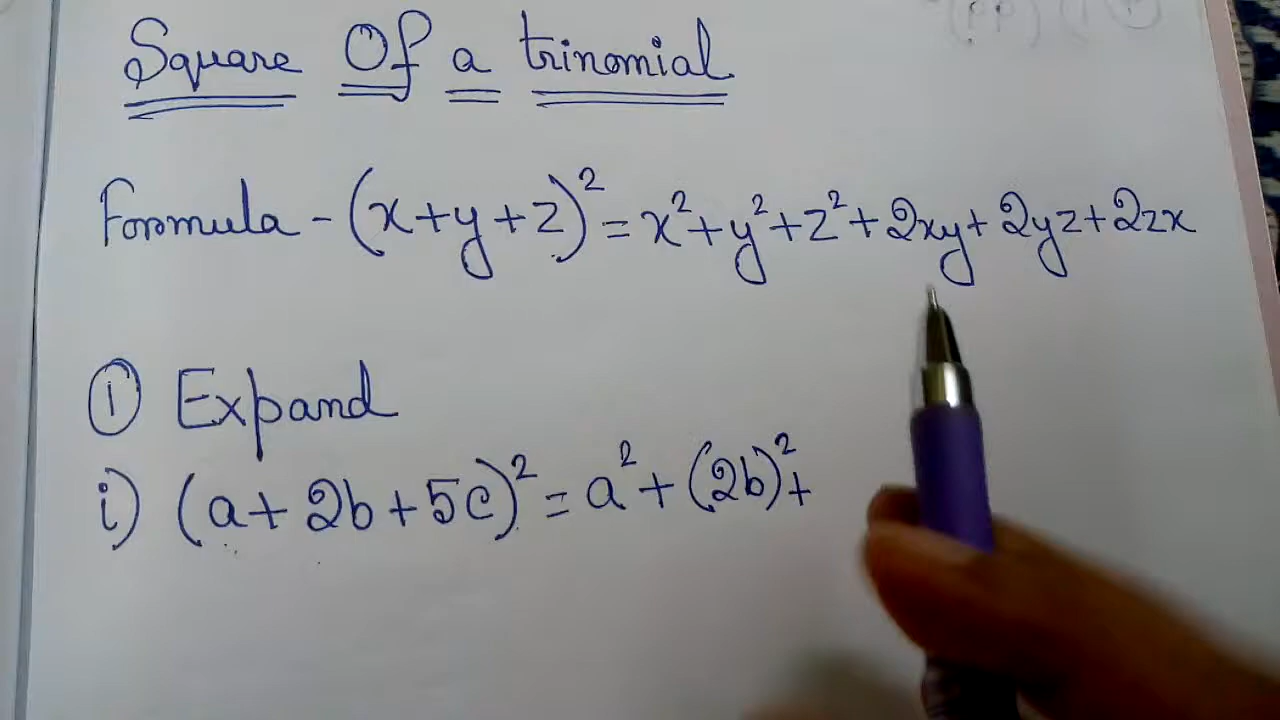 Square Of a trinomial
Formula - (x+y+z)² = x²+y²+z²+2xy+2yz+2zx
① Expand
i) (a+2b+5c)² = a²+(2b)²+